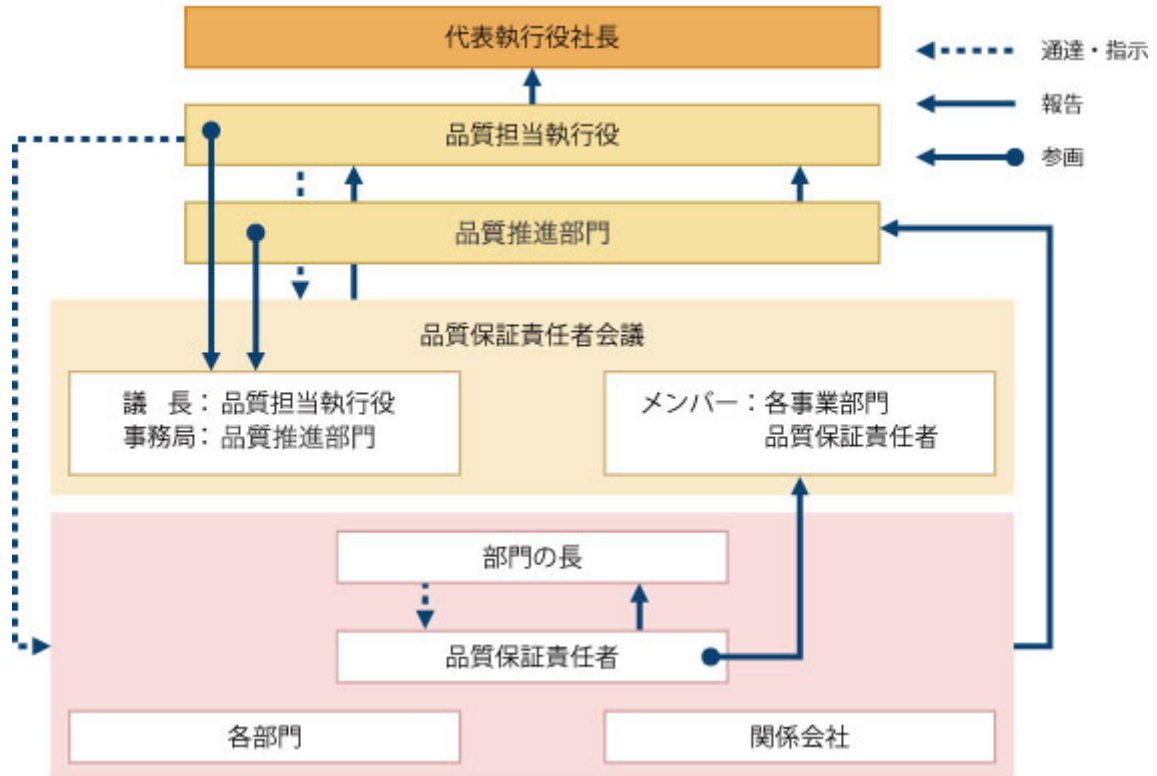 代表執行役社長
通達・指示
報告
参画
品質担当執行役
品質推進部門
品質保証責任者会議
議 長：品質担当執行役
事務局：品質推進部門
メンバー：各事業部門
品質保証責任者
部門の長
品質保証責任者
各部門
関係会社